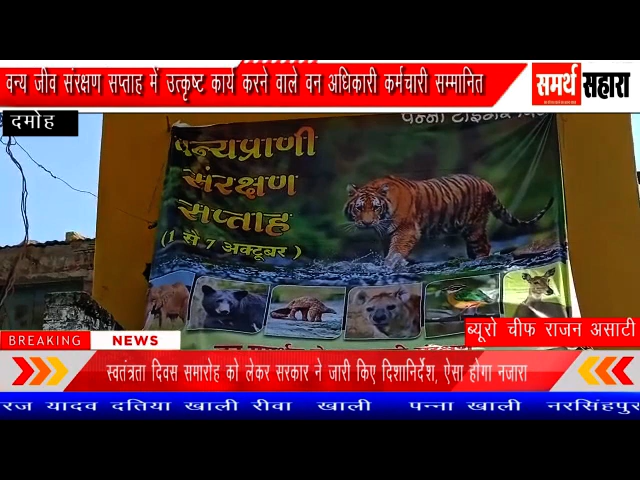 वन्य जीव संरक्षण सप्ताह में उत्कृष्ट कार्य करने वाले वन अधिकारी कर्मचारी सम्मानित
समर्थ सहारा
दमोह
पन्ना टाइगर
वन्यप्राणी
संरक्षण
सप्ताह
(1 से 7 अक्टूबर)
ब्यूरो चीफ राजन असाटी
BREAKING NEWS
स्वतंत्रता दिवस समारोह को लेकर सरकार ने जारी किए दिशानिर्देश, ऐसा होगा नजारा
रज यादव दतिया खाली रीवा खाली पन्ना खाली नरसिंहपुर